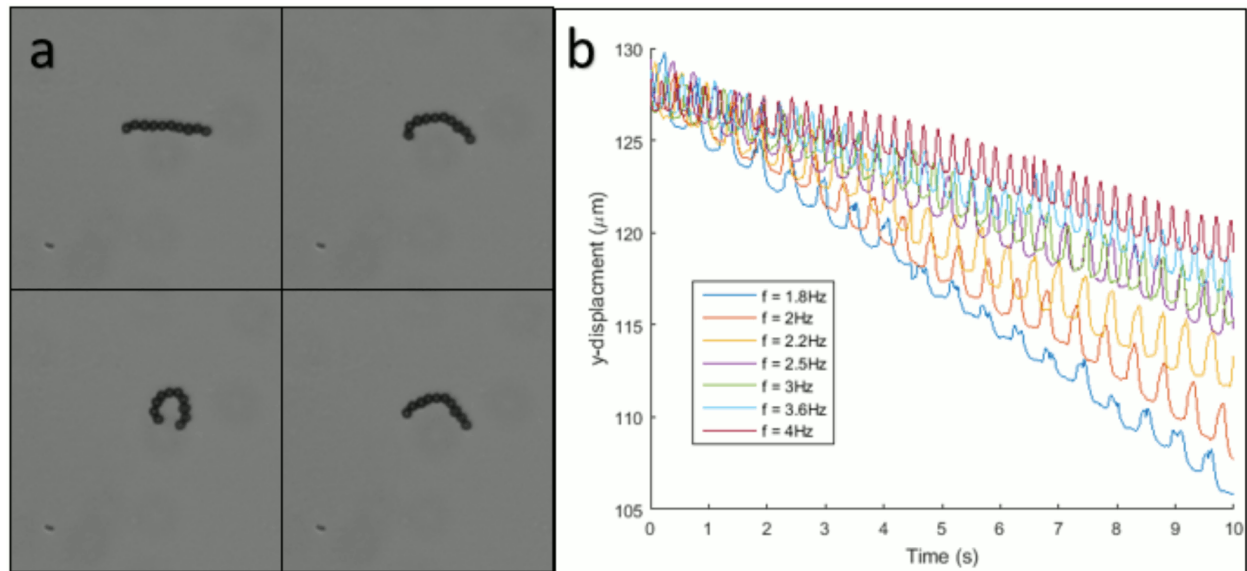 a
b
130
125
120
115
110
105
y-displacment (μm)
f = 1.8Hz
f = 2Hz
f = 2.2Hz
f = 2.5Hz
f = 3Hz
f = 3.6Hz
f = 4Hz
0 1 2 3 4 5 6 7 8 9 10
Time (s)